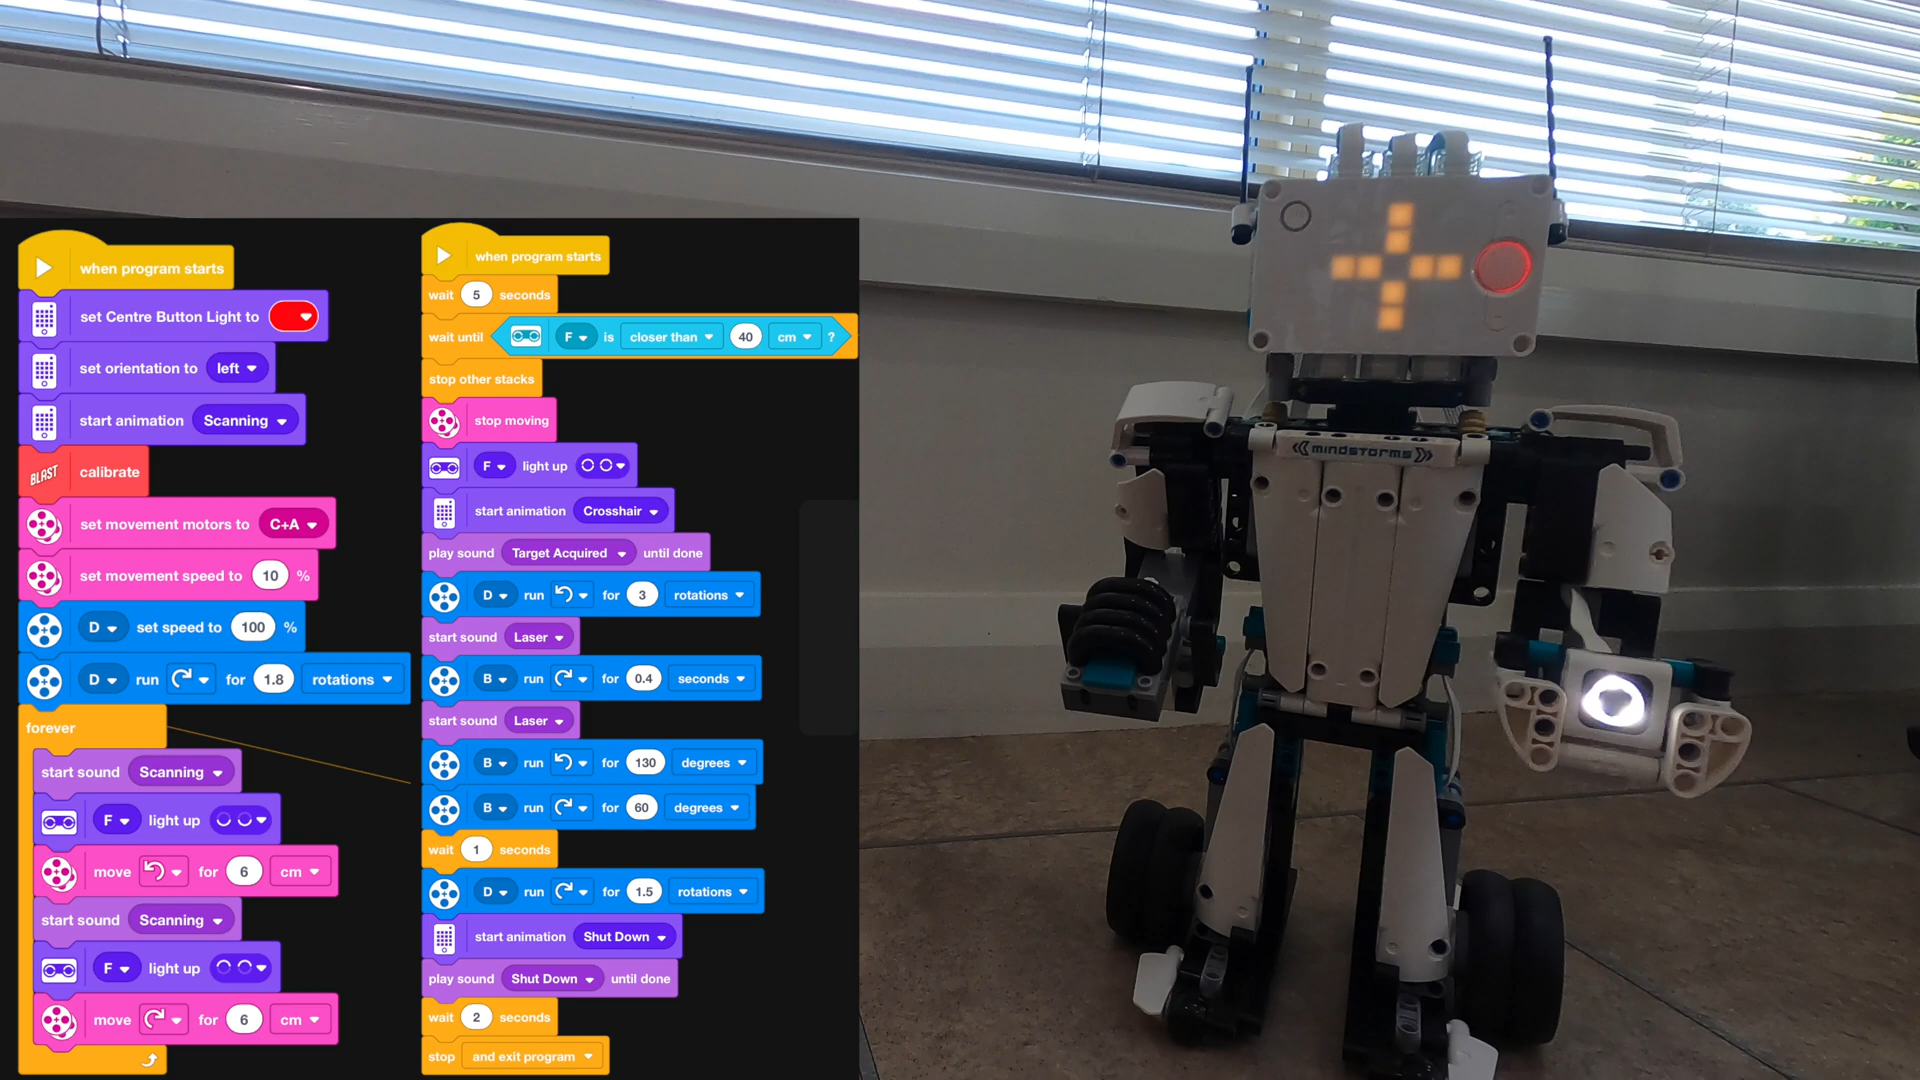 when program starts
set Centre Button Light to
set orientation to left
start animation Scanning
BLAST calibrate
set movement motors to C+A
set movement speed to 10 %
D set speed to 100 %
D run for 1.8 rotations
forever
start sound Scanning
F light up
move for 6 cm
start sound Scanning
F light up
move for 6 cm
when program starts
wait 5 seconds
wait until F is closer than 40 cm ?
stop other stacks
stop moving
F light up
start animation Crosshair
play sound Target Acquired until done
D run for 3 rotations
start sound Laser
B run for 0.4 seconds
start sound Laser
B run for 130 degrees
B run for 60 degrees
wait 1 seconds
D run for 1.5 rotations
start animation Shut Down
play sound Shut Down until done
wait 2 seconds
stop and exit program
MINDSTORMS